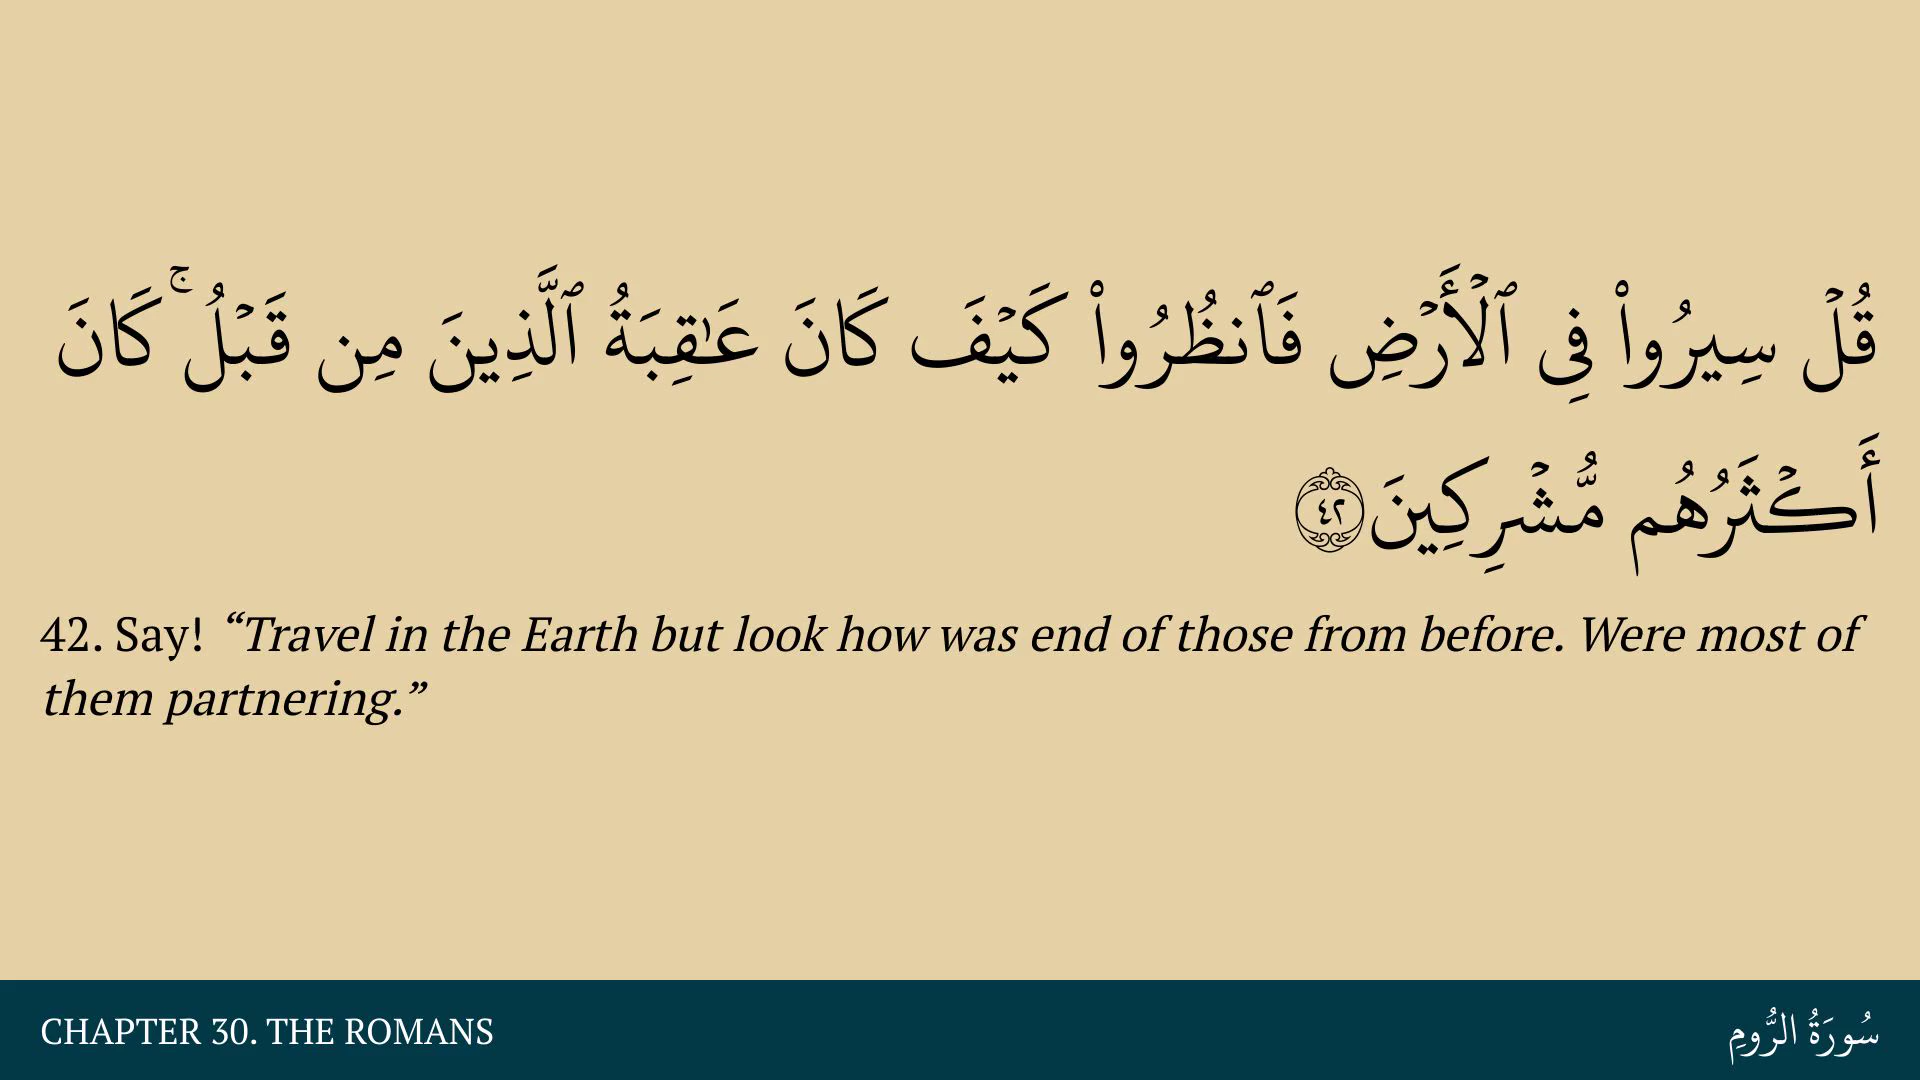 قُلۡ سِيرُواْ فِي ٱلۡأَرۡضِ فَٱنظُرُواْ كَيۡفَ كَانَ عَٰقِبَةُ ٱلَّذِينَ مِن قَبۡلُۚ كَانَ
أَكۡثَرُهُم مُّشۡرِكِينَ ٤٢
42. Say! “Travel in the Earth but look how was end of those from before. Were most of
them partnering.”
CHAPTER 30. THE ROMANS
سُورَةُ الرُّومِ